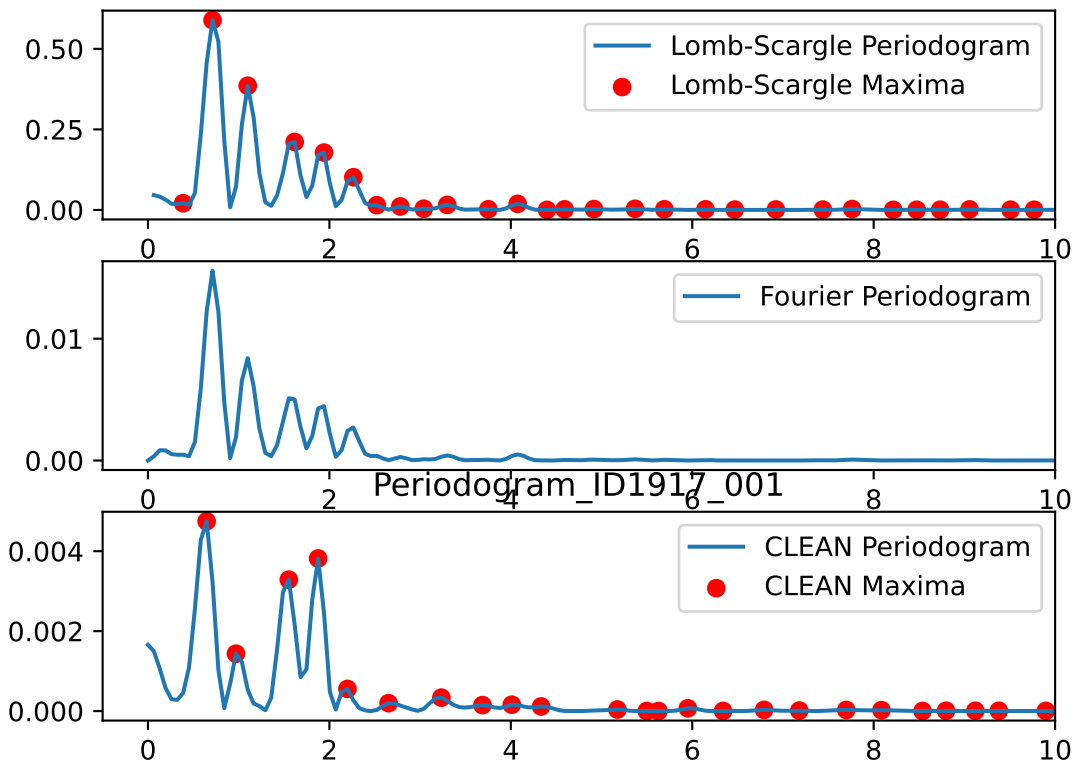 0.50
0.25
0.00
Lomb-Scargle Periodogram
Lomb-Scargle Maxima
0 2 4 6 8 10
0.01
0.00
Fourier Periodogram
0 2 4 6 8 10
Periodogram_ID1917_001
0.004
0.002
0.000
CLEAN Periodogram
CLEAN Maxima
0 2 4 6 8 10